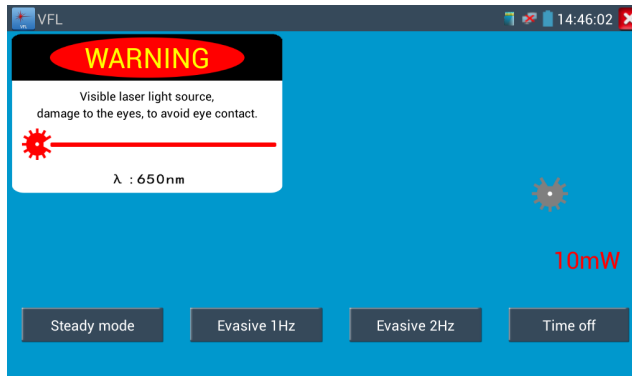 VFL
14:46:02
WARNING
Visible laser light source,
damage to the eyes, to avoid eye contact.
λ :650nm
10mW
Steady mode
Evasive 1Hz
Evasive 2Hz
Time off